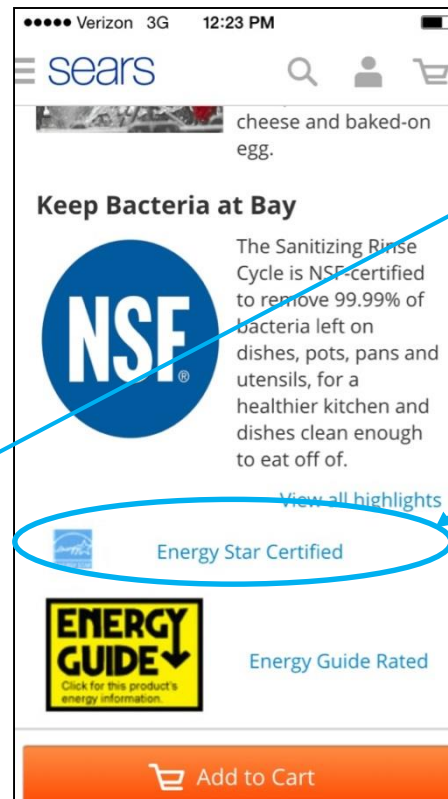 Verizon 3G 12:23 PM
sears
cheese and baked-on
egg.
Keep Bacteria at Bay
NSF®
The Sanitizing Rinse
Cycle is NSF-certified
to remove 99.99% of
bacteria left on
dishes, pots, pans and
utensils, for a
healthier kitchen and
dishes clean enough
to eat off of.
View all highlights
Energy Star Certified
ENERGY
GUIDE
Click for this product's
energy information.
Energy Guide Rated
Add to Cart